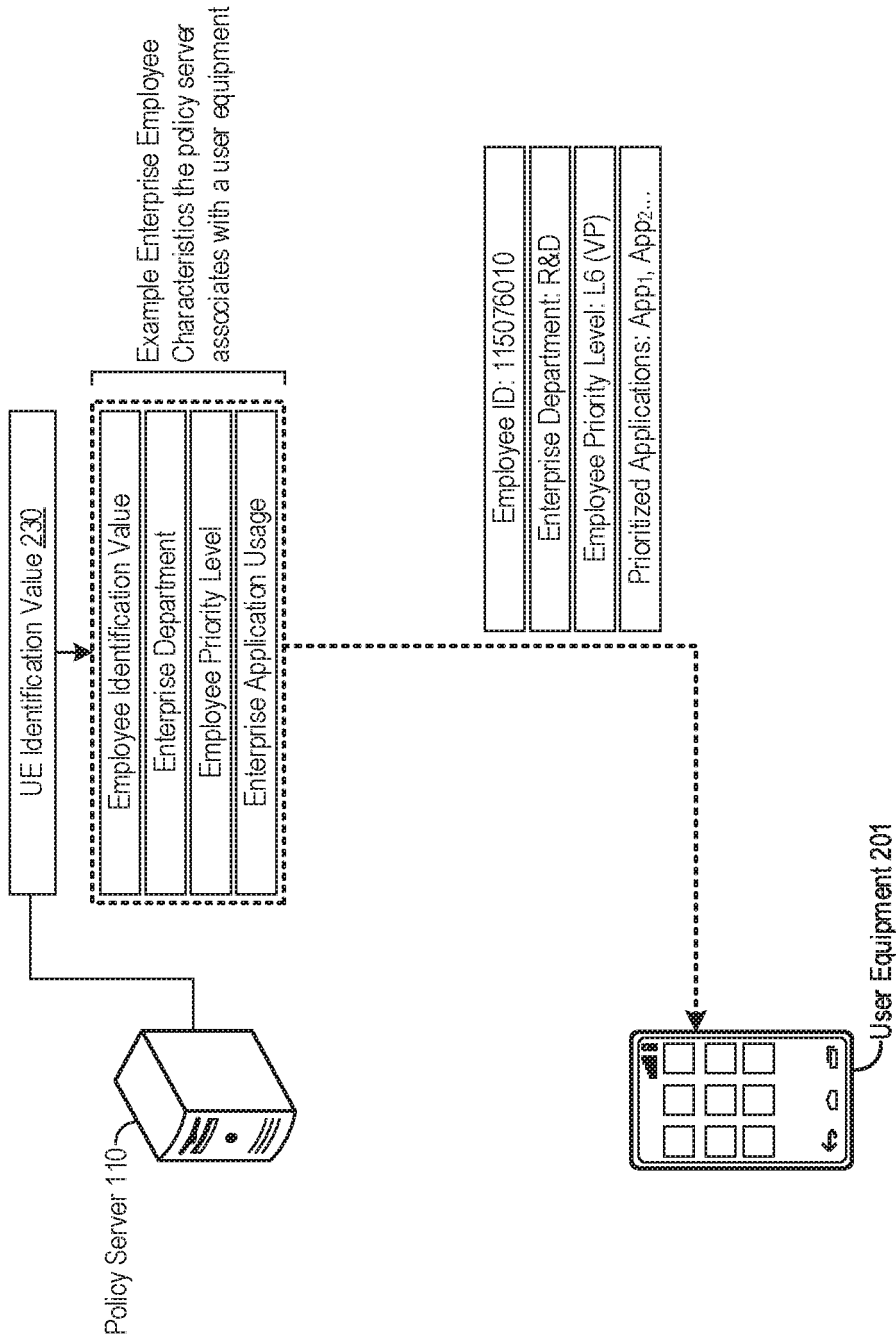 Policy Server 110
UE Identification Value 230
Employee Identification Value
Enterprise Department
Employee Priority Level
Enterprise Application Usage
Example Enterprise Employee
Characteristics the policy server
associates with a user equipment
User Equipment 201
Employee ID: 115076010
Enterprise Department: R&D
Employee Priority Level: L6 (VP)
Prioritized Applications: App1, App2...